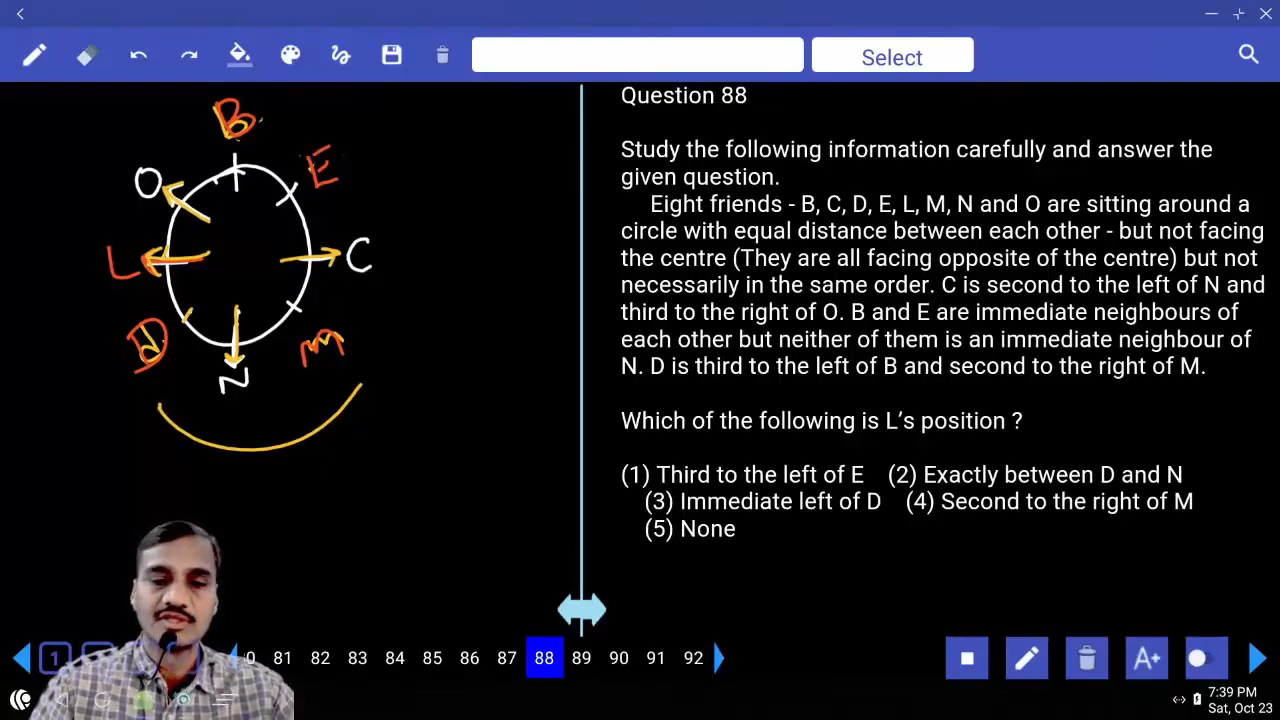 Select
B
E
O
C
L
D
M
N
Question 88
Study the following information carefully and answer the
given question.
Eight friends - B, C, D, E, L, M, N and O are sitting around a
circle with equal distance between each other - but not facing
the centre (They are all facing opposite of the centre) but not
necessarily in the same order. C is second to the left of N and
third to the right of O. B and E are immediate neighbours of
each other but neither of them is an immediate neighbour of
N. D is third to the left of B and second to the right of M.
Which of the following is L’s position ?
(1) Third to the left of E (2) Exactly between D and N
(3) Immediate left of D (4) Second to the right of M
(5) None
1
0 81 82 83 84 85 86 87 88 89 90 91 92
A+
7:39 PM
Sat, Oct 23